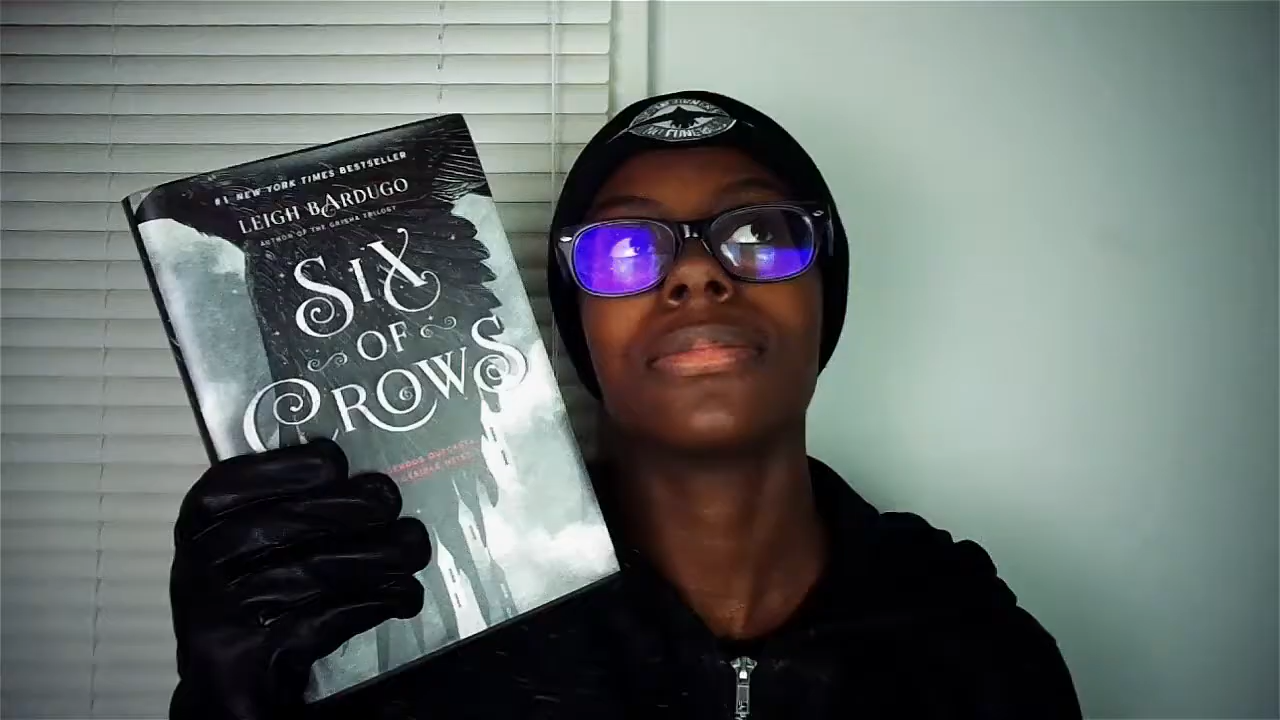 #1 NEW YORK TIMES BESTSELLER
LEIGH BARDUGO
AUTHOR OF THE GRISHA TRILOGY
SIX
OF
CROWS